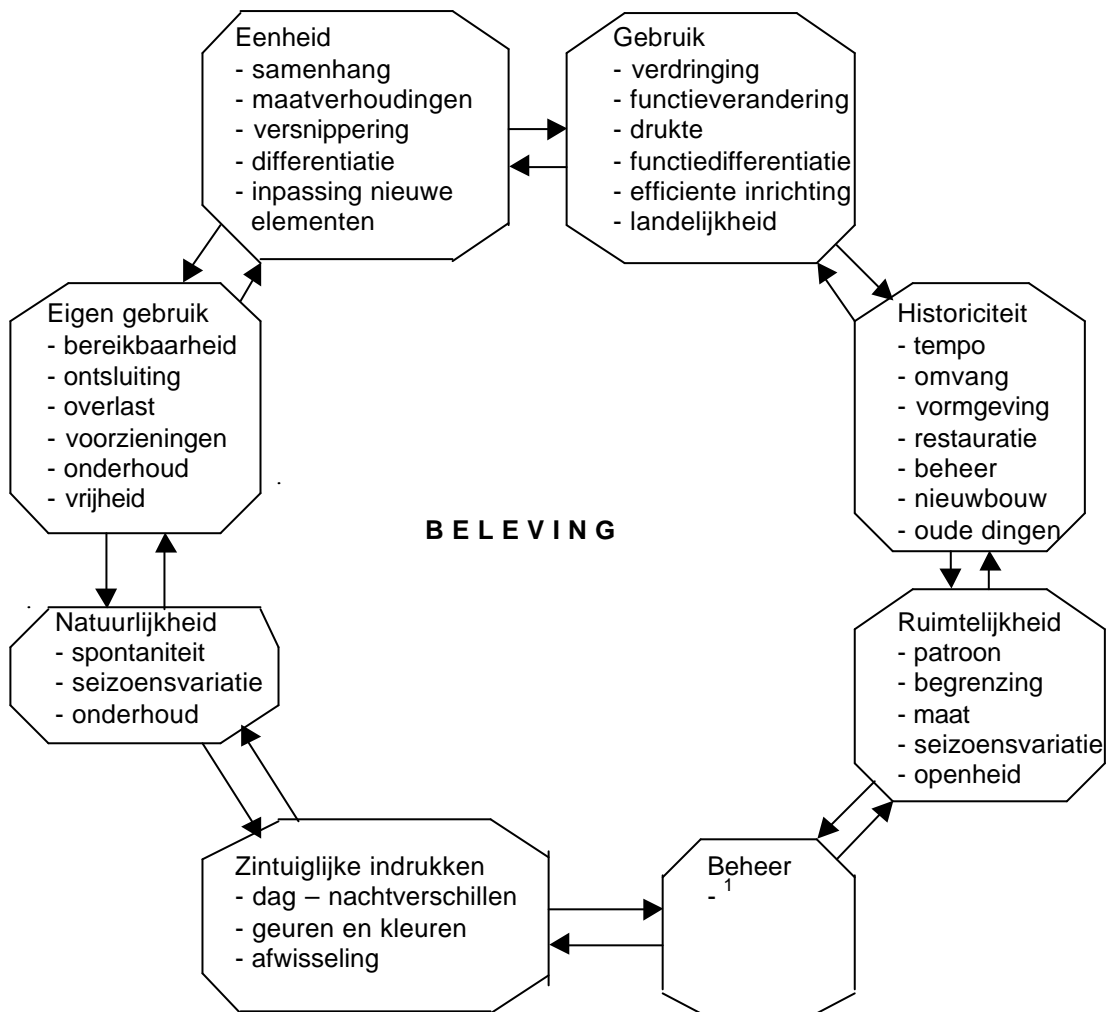 Eenheid
- samenhang
- maatverhoudingen
- versnippering
- differentiatie
- inpassing nieuwe
elementen
Gebruik
- verdringing
- functieverandering
- drukte
- functiedifferentiatie
- efficiente inrichting
- landelijkheid
Eigen gebruik
- bereikbaarheid
- ontsluiting
- overlast
- voorzieningen
- onderhoud
- vrijheid
Historiciteit
- tempo
- omvang
- vormgeving
- restauratie
- beheer
- nieuwbouw
- oude dingen
BELEVING
Natuurlijkheid
- spontaniteit
- seizoensvariatie
- onderhoud
Ruimtelijkheid
- patroon
- begrenzing
- maat
- seizoensvariatie
- openheid
Zintuiglijke indrukken
- dag – nachtverschillen
- geuren en kleuren
- afwisseling
Beheer
- 1